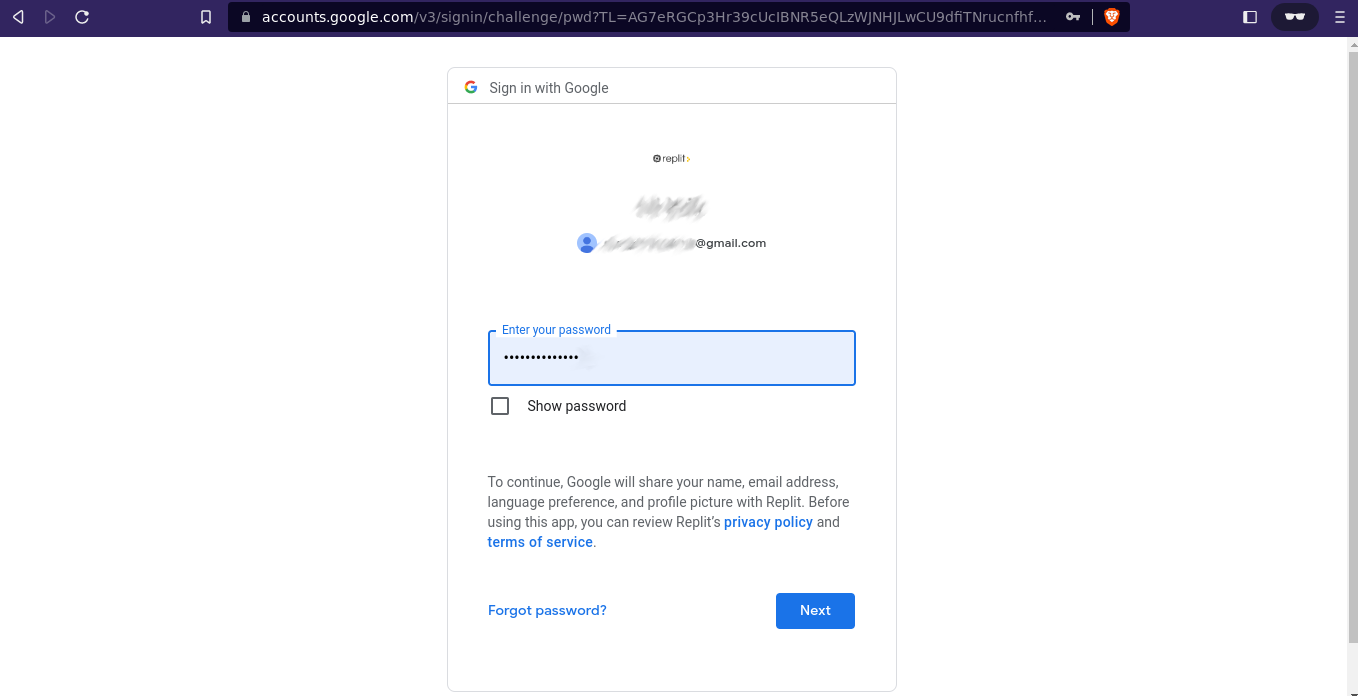 accounts.google.com/v3/signin/challenge/pwd?TL=AG7eRGCp3Hr39cUcIBNR5eQLzWJNHJLwCU9dfiTNrucnfhf...
Sign in with Google
replit
@gmail.com
Enter your password
••••••••••••••
Show password
To continue, Google will share your name, email address,
language preference, and profile picture with Replit. Before
using this app, you can review Replit's privacy policy and
terms of service.
Forgot password?
Next